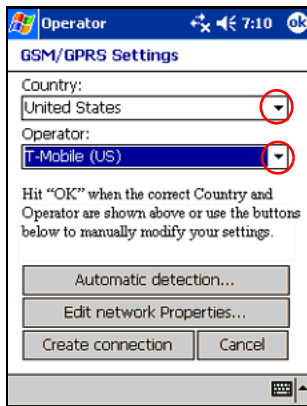 Operator 7:10 ok
GSM/GPRS Settings
Country:
United States
Operator:
T-Mobile (US)
Hit “OK” when the correct Country and
Operator are shown above or use the buttons
below to manually modify your settings.
Automatic detection...
Edit network Properties...
Create connection Cancel